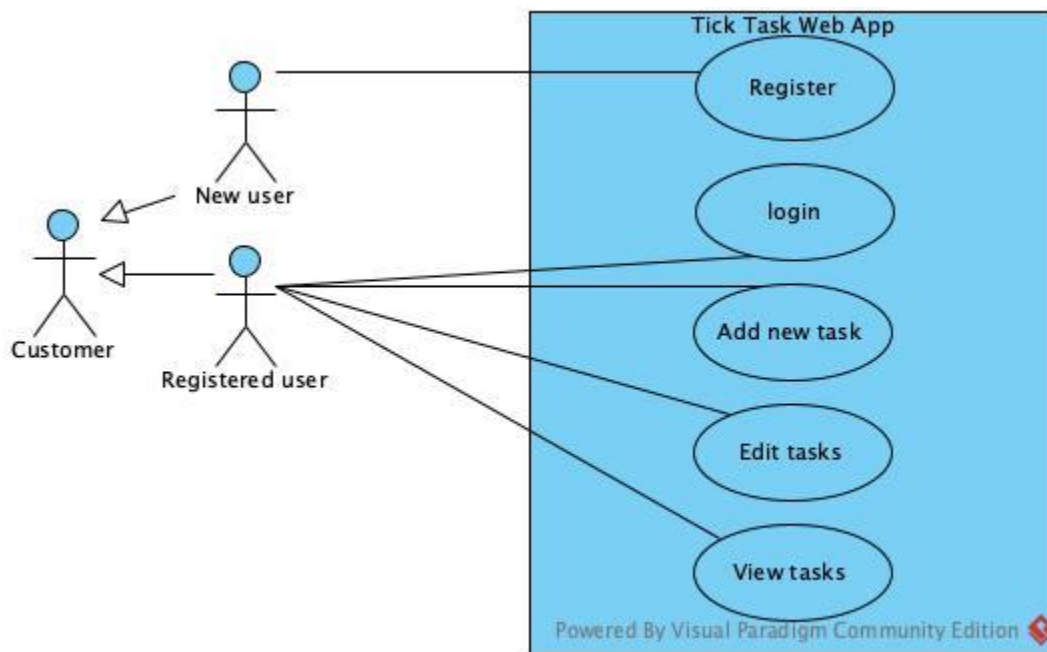 Tick Task Web App
Register
New user
login
Customer
Registered user
Add new task
Edit tasks
View tasks
Powered By Visual Paradigm Community Edition